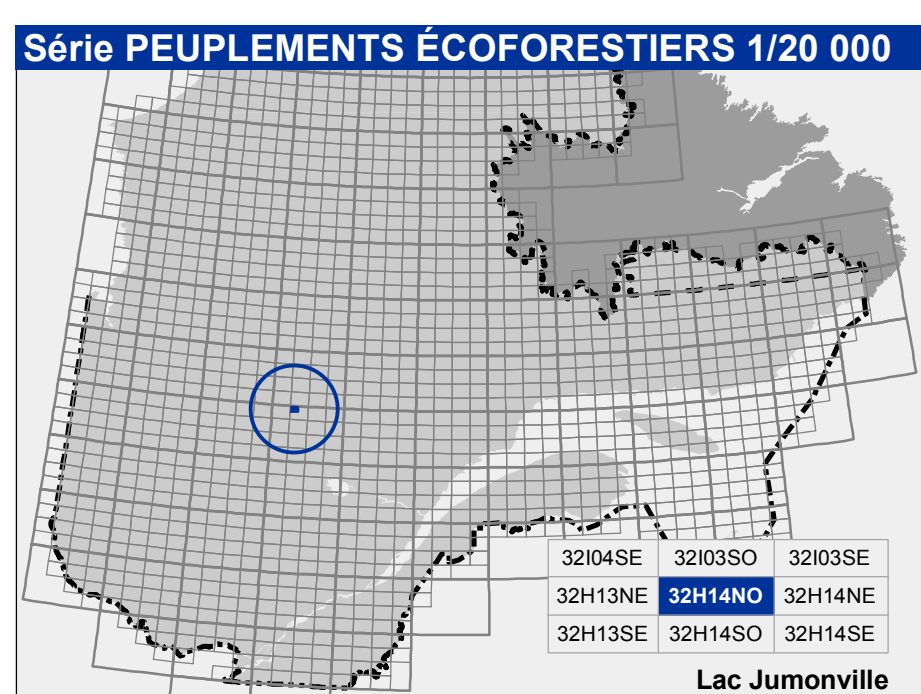 Série PEUPLEMENTS ÉCOFORESTIERS 1/20 000
32I04SE 32I03SO 32I03SE
32H13NE 32H14NO 32H14NE
32H13SE 32H14SO 32H14SE
Lac Jumonville